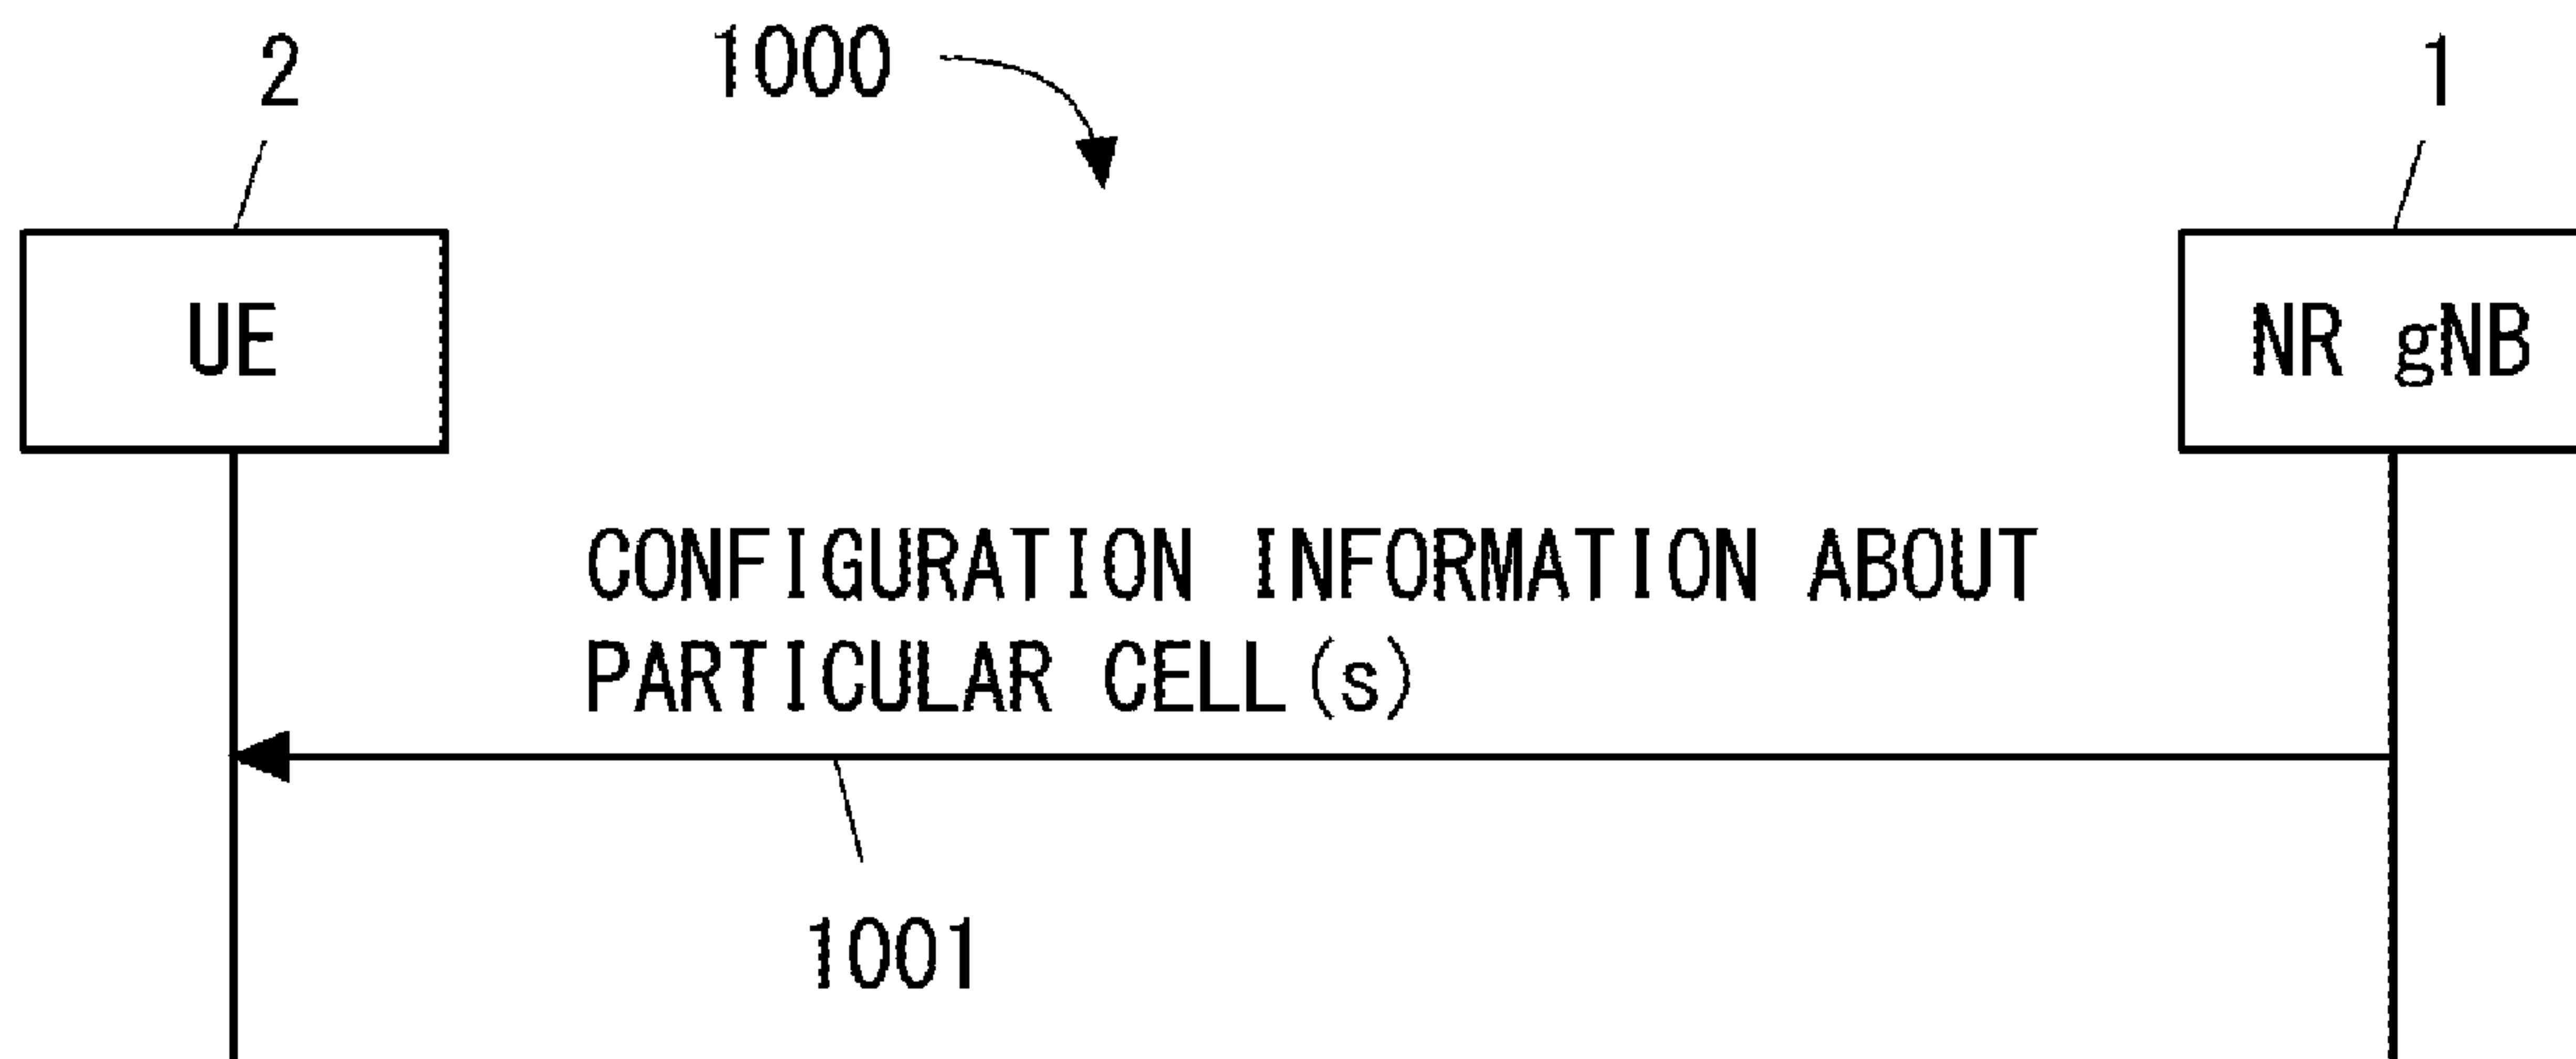 2
1000
1
UE
NR gNB
CONFIGURATION INFORMATION ABOUT
PARTICULAR CELL(s)
1001